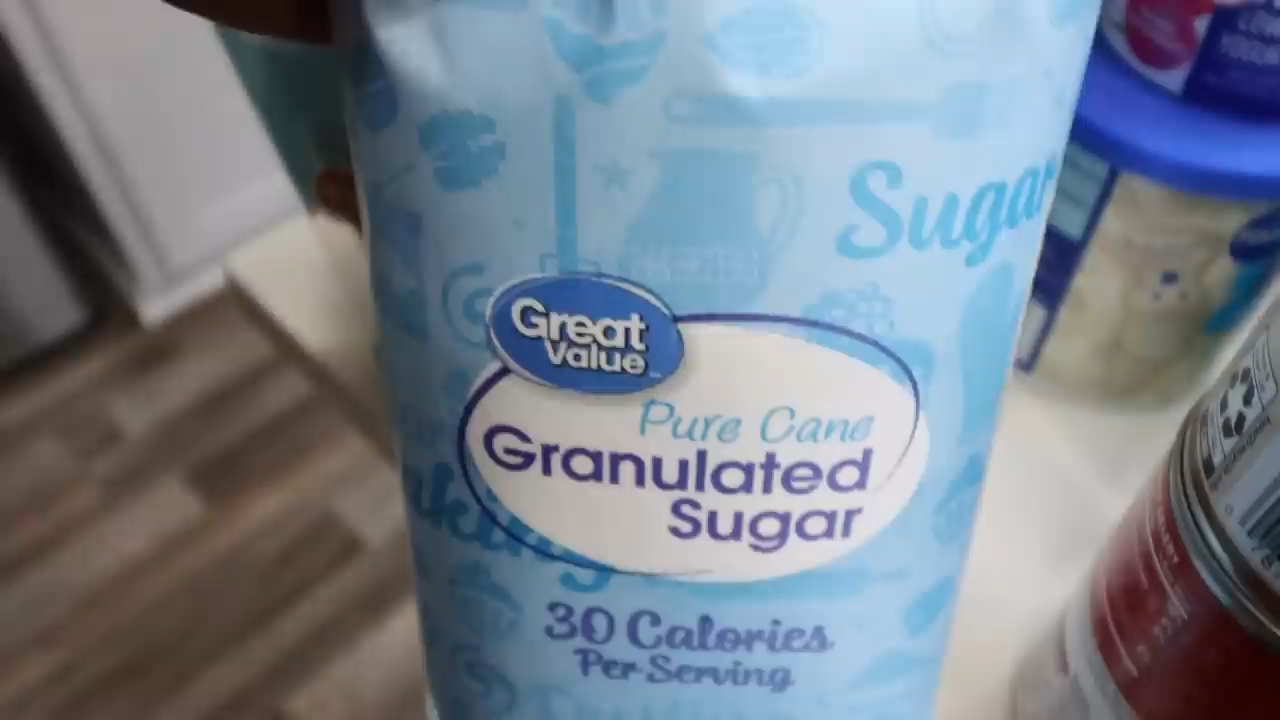 Sugar
Great
Value
Pure Cane
Granulated
Sugar
30 Calories
Per Serving